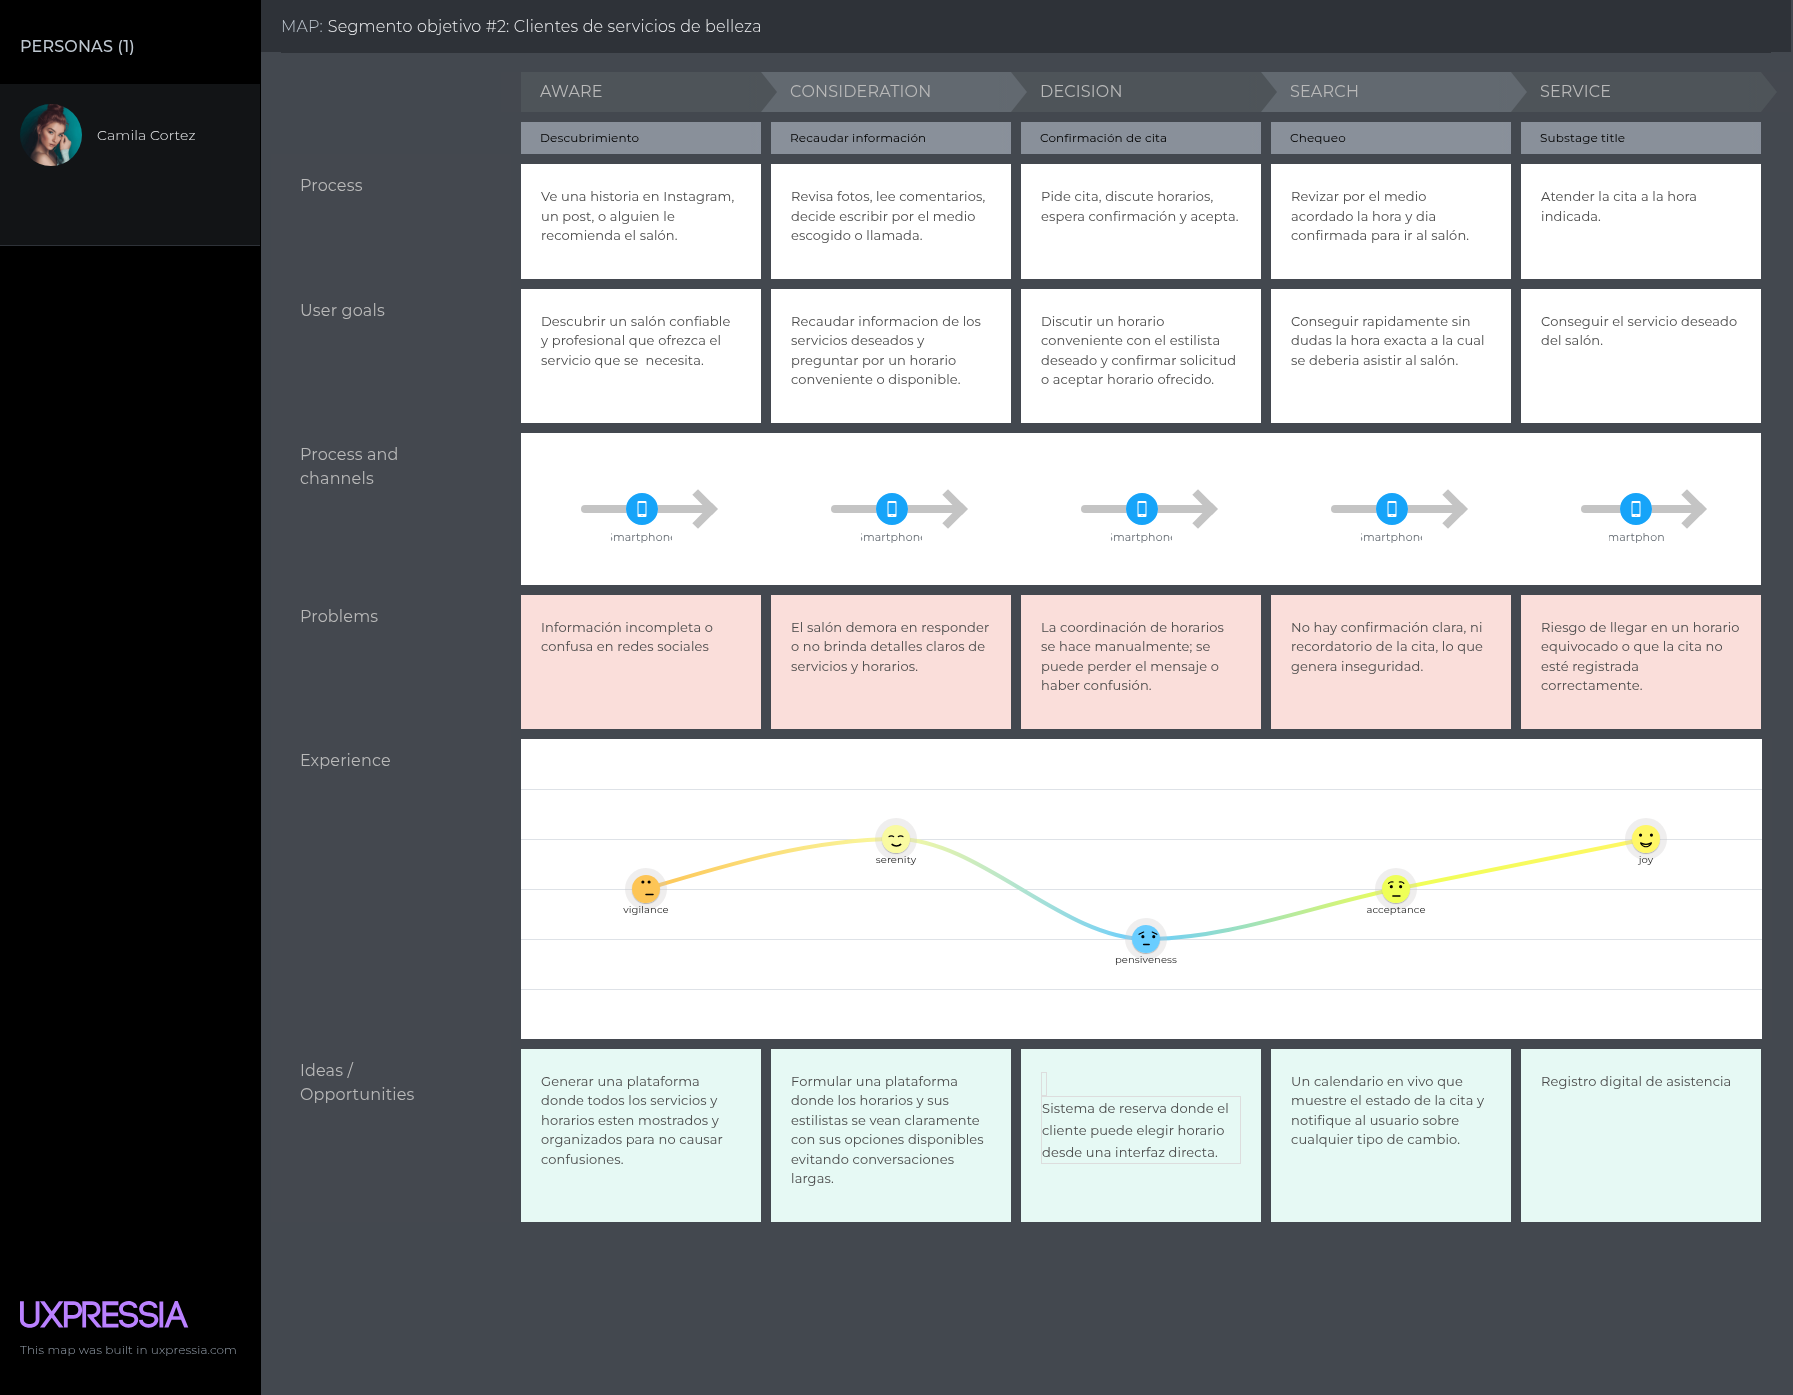 PERSONAS (1)
Camila Cortez
MAP: Segmento objetivo #2: Clientes de servicios de belleza
AWARE
CONSIDERATION
DECISION
SEARCH
SERVICE
Descubrimiento
Recaudar información
Confirmación de cita
Chequeo
Substage title
Process
Ve una historia en Instagram,
un post, o alguien le
recomienda el salón.
Revisa fotos, lee comentarios,
decide escribir por el medio
escogido o llamada.
Pide cita, discute horarios,
espera confirmación y acepta.
Revizar por el medio
acordado la hora y dia
confirmada para ir al salón.
Atender la cita a la hora
indicada.
User goals
Descubrir un salón confiable
y profesional que ofrezca el
servicio que se necesita.
Recaudar informacion de los
servicios deseados y
preguntar por un horario
conveniente o disponible.
Discutir un horario
conveniente con el estilista
deseado y confirmar solicitud
o aceptar horario ofrecido.
Conseguir rapidamente sin
dudas la hora exacta a la cual
se deberia asistir al salón.
Conseguir el servicio deseado
del salón.
Process and
channels
Smartphone
Smartphone
Smartphone
Smartphone
martphon
Problems
Información incompleta o
confusa en redes sociales
El salón demora en responder
o no brinda detalles claros de
servicios y horarios.
La coordinación de horarios
se hace manualmente; se
puede perder el mensaje o
haber confusión.
No hay confirmación clara, ni
recordatorio de la cita, lo que
genera inseguridad.
Riesgo de llegar en un horario
equivocado o que la cita no
esté registrada
correctamente.
Experience
vigilance
serenity
pensiveness
acceptance
joy
Ideas /
Opportunities
Generar una plataforma
donde todos los servicios y
horarios esten mostrados y
organizados para no causar
confusiones.
Formular una plataforma
donde los horarios y sus
estilistas se vean claramente
con sus opciones disponibles
evitando conversaciones
largas.
Sistema de reserva donde el
cliente puede elegir horario
desde una interfaz directa.
Un calendario en vivo que
muestre el estado de la cita y
notifique al usuario sobre
cualquier tipo de cambio.
Registro digital de asistencia
UXPRESSIA
This map was built in uxpressia.com